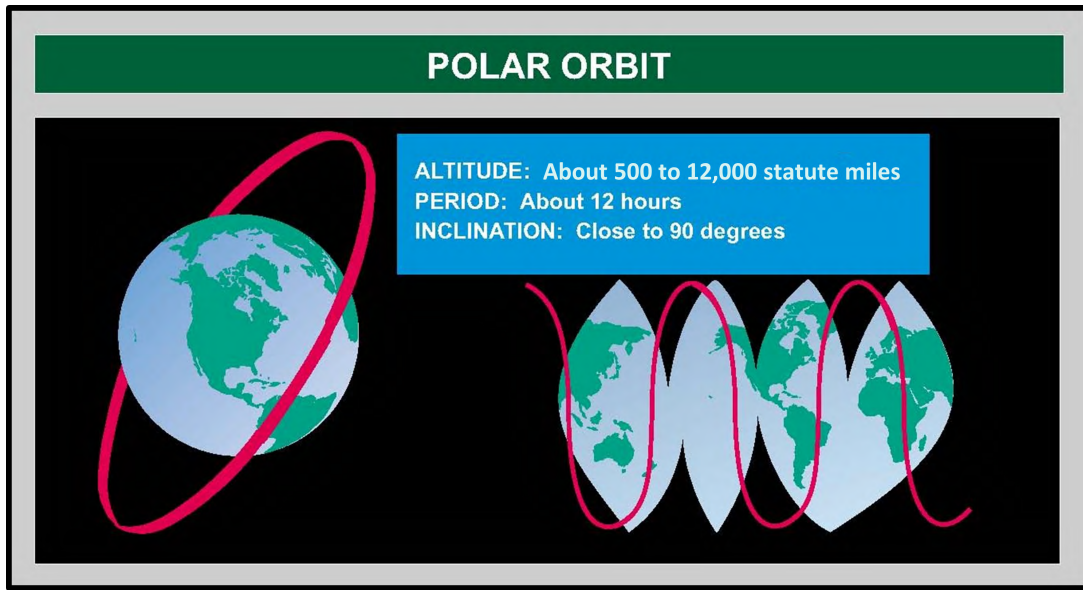 POLAR ORBIT
ALTITUDE: About 500 to 12,000 statute miles
PERIOD: About 12 hours
INCLINATION: Close to 90 degrees